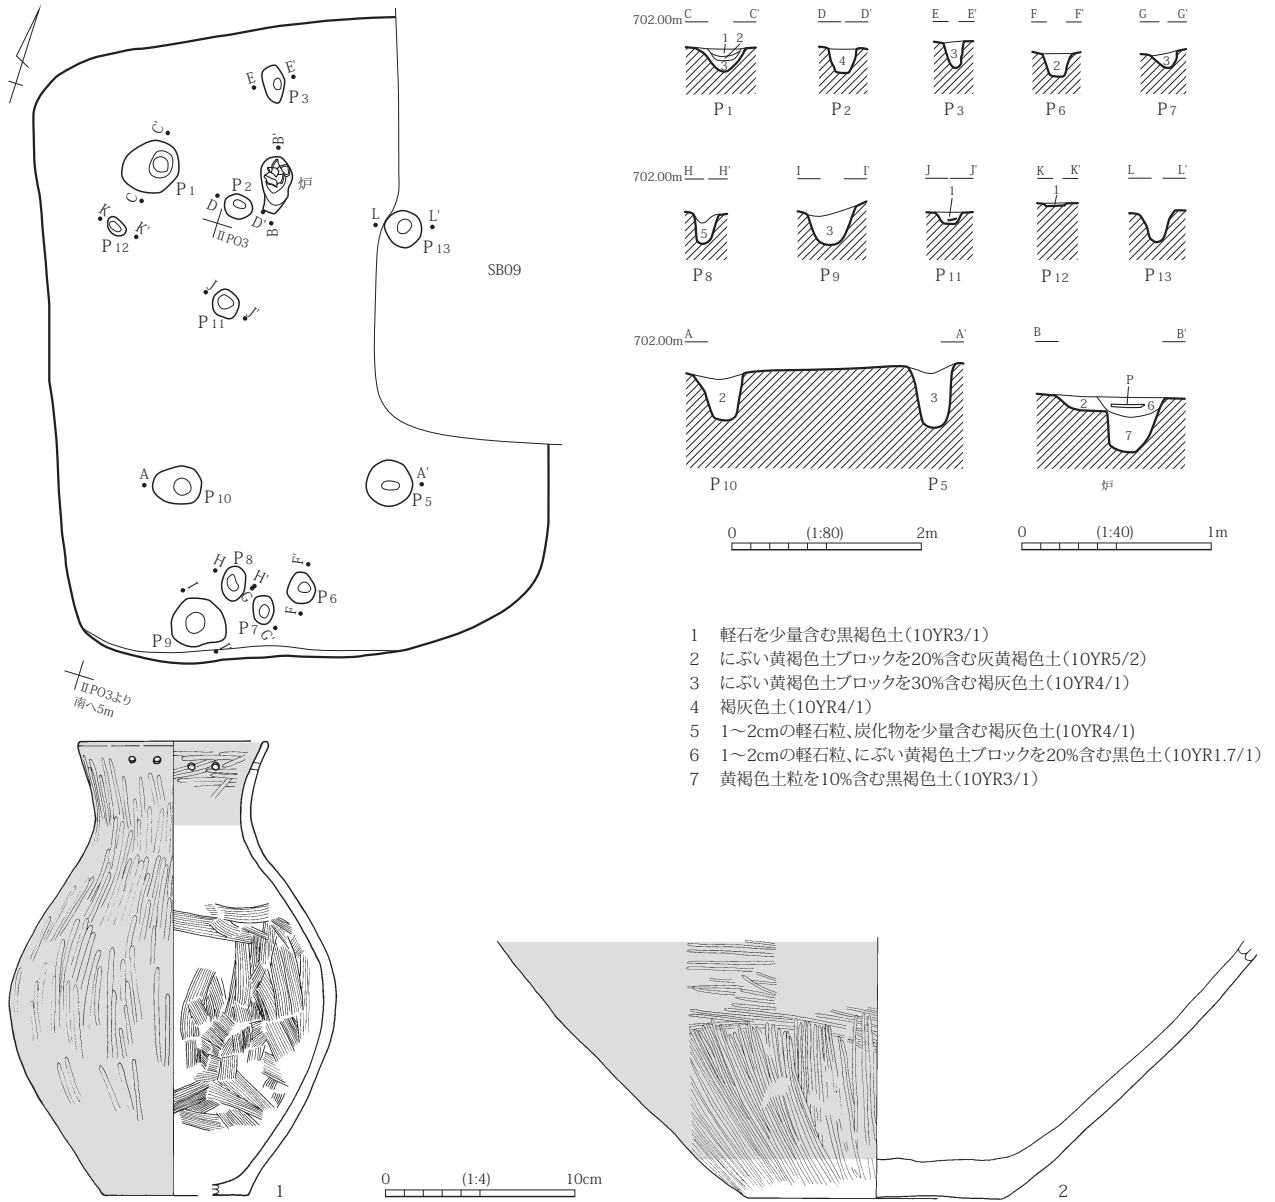 E E'
P3
C'
C
P1
B'
B
炉
P2
D D'
K K'
P12
ⅡPO3
L L'
P13
SB09
J J'
P11
A A'
P10
P5
H P8 H'
F'
F
P6
I
I'
G
P7
G'
P9
ⅡPO3より
南へ5m
702.00m
C C' D D' E E' F F' G G'
1 2
3 4 3 2 3
P1 P2 P3 P6 P7
702.00m
H H' I I' J J' K K' L L'
1 1
5 3
P8 P9 P11 P12 P13
702.00m
A A' B B'
P
2 3 2 6
7
P10 P5 炉
0 (1:80) 2m
0 (1:40) 1m
1 軽石を少量含む黒褐色土(10YR3/1)
2 にぶい黄褐色土ブロックを20%含む灰黄褐色土(10YR5/2)
3 にぶい黄褐色土ブロックを30%含む褐灰色土(10YR4/1)
4 褐灰色土(10YR4/1)
5 1〜2cmの軽石粒、炭化物を少量含む褐灰色土(10YR4/1)
6 1〜2cmの軽石粒、にぶい黄褐色土ブロックを20%含む黒色土(10YR1.7/1)
7 黄褐色土粒を10%含む黒褐色土(10YR3/1)
1
0 (1:4) 10cm
2